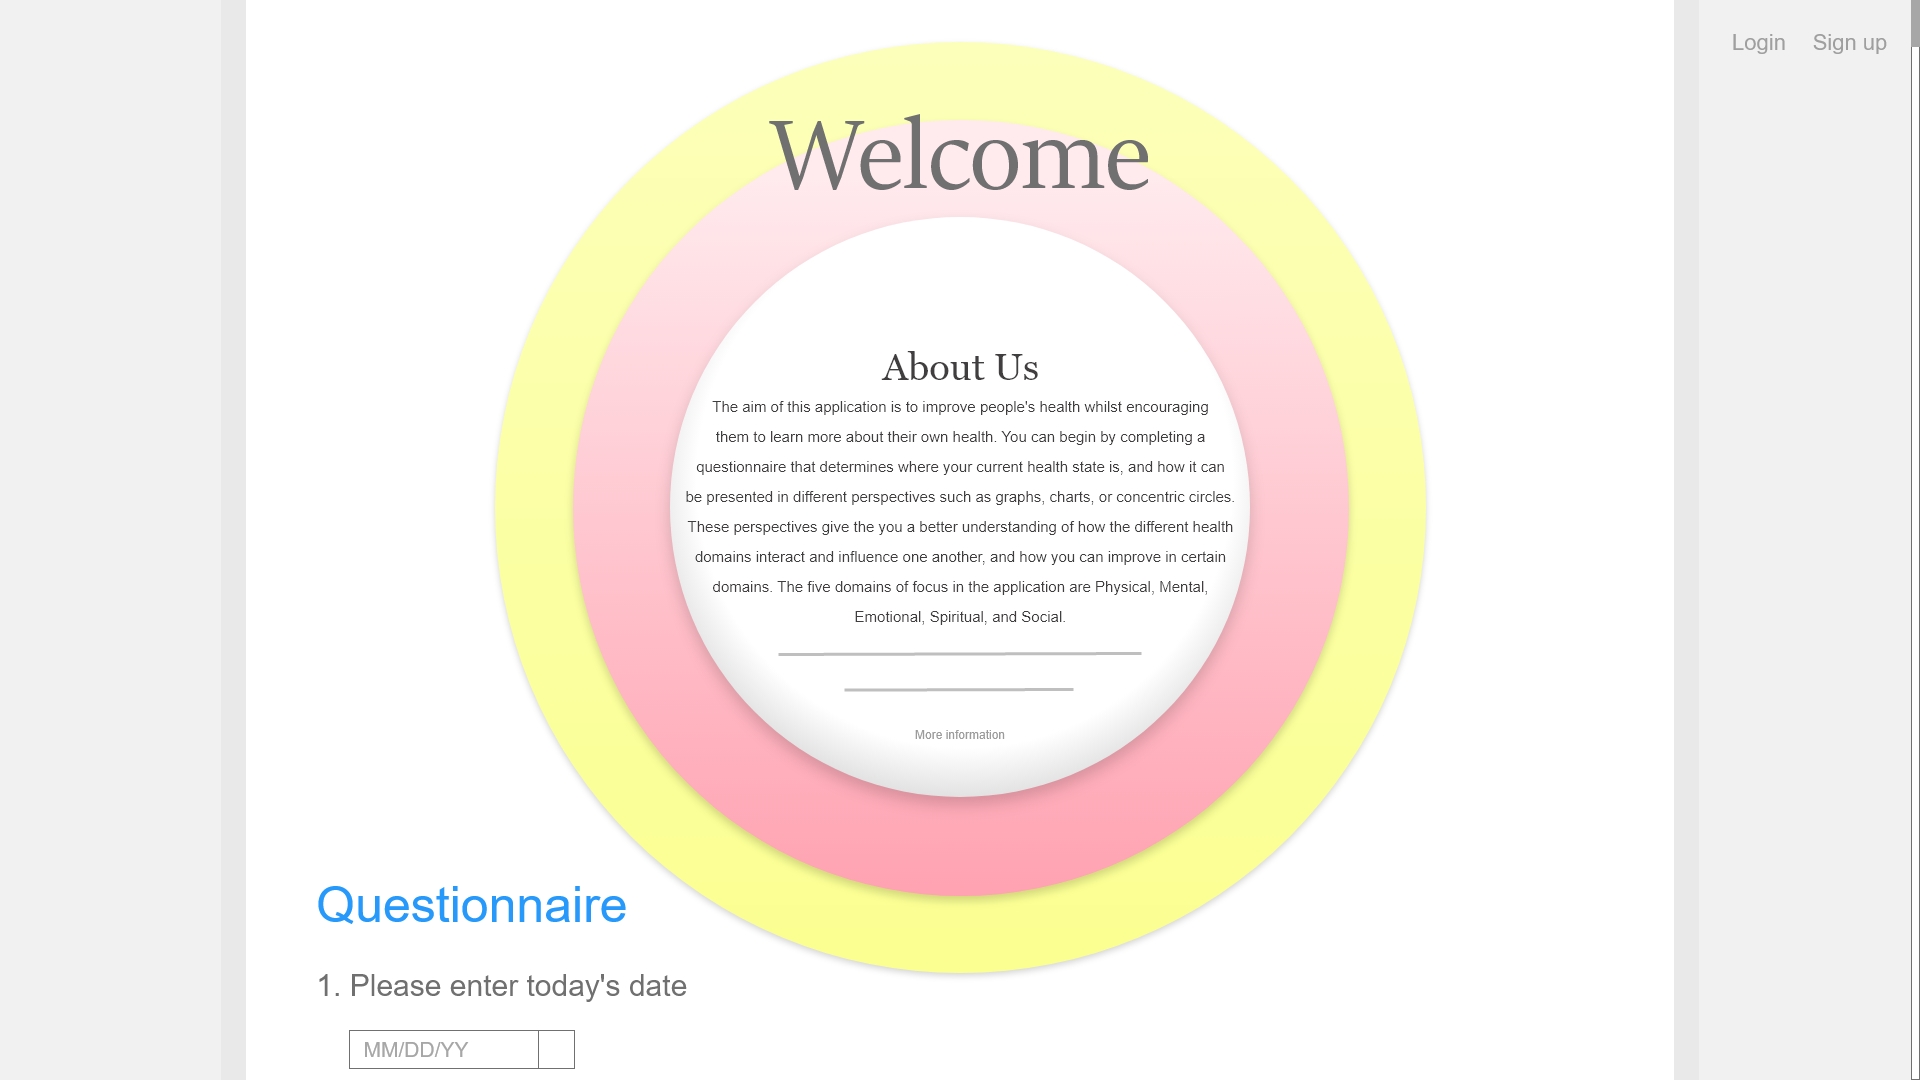 Login Sign up
Welcome
About Us
The aim of this application is to improve people's health whilst encouraging
them to learn more about their own health. You can begin by completing a
questionnaire that determines where your current health state is, and how it can
be presented in different perspectives such as graphs, charts, or concentric circles.
These perspectives give the you a better understanding of how the different health
domains interact and influence one another, and how you can improve in certain
domains. The five domains of focus in the application are Physical, Mental,
Emotional, Spiritual, and Social.
More information
Questionnaire
1. Please enter today's date
MM/DD/YY